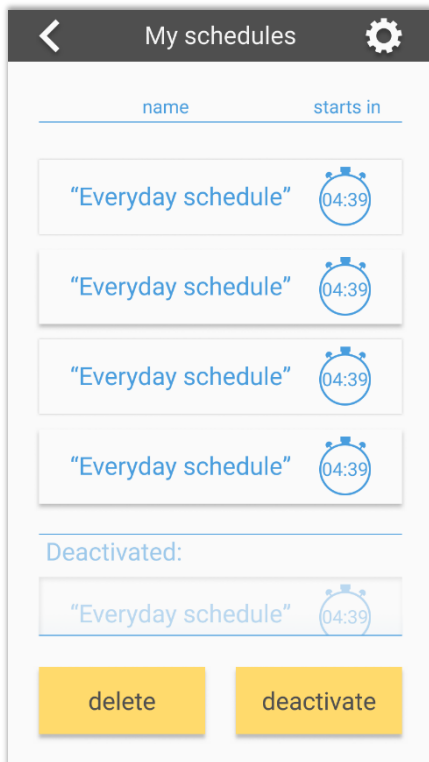 My schedules
name starts in
“Everyday schedule” 04:39
“Everyday schedule” 04:39
“Everyday schedule” 04:39
“Everyday schedule” 04:39
Deactivated:
“Everyday schedule” 04:39
delete deactivate